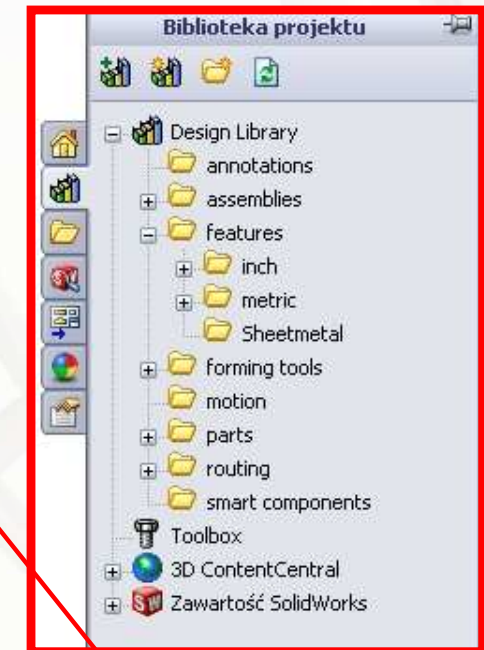 Biblioteka projektu
Design Library
annotations
assemblies
features
inch
metric
Sheetmetal
forming tools
motion
parts
routing
smart components
Toolbox
3D ContentCentral
Zawartość SolidWorks